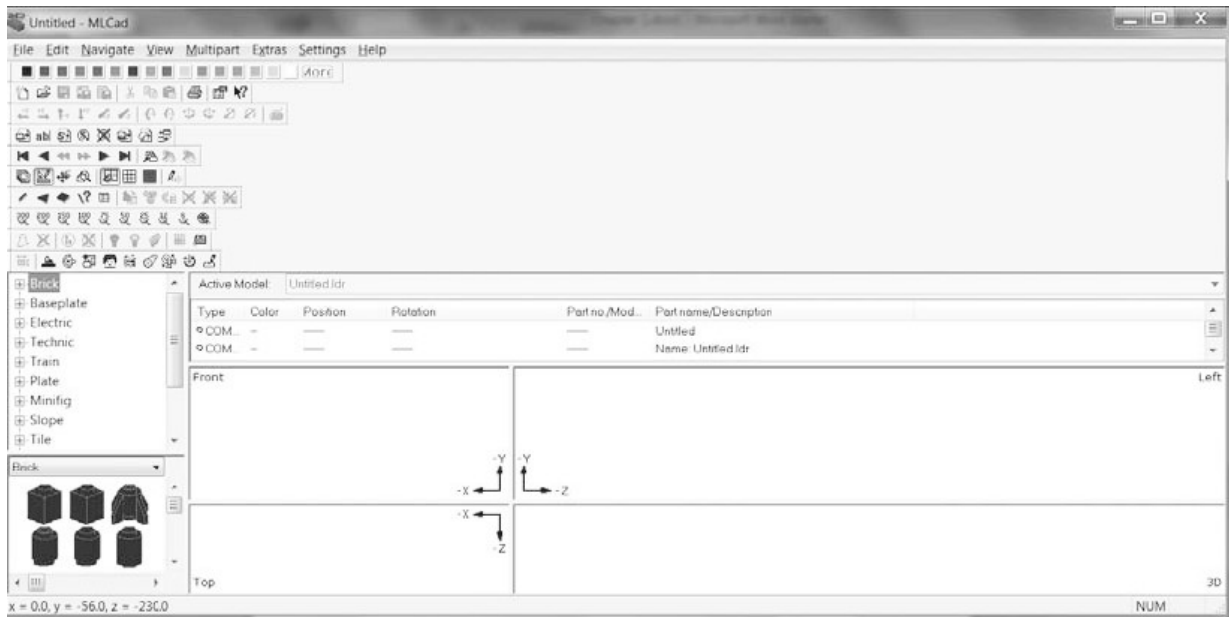 Untitled - MLCad
File Edit Navigate View Multipart Extras Settings Help
More
abl
Brick
Baseplate
Electric
Technic
Train
Plate
Minifig
Slope
Tile
Active Model: Untitled.ldr
Type Color Position Rotation Part no./Mod... Part name/Description
COM... Untitled
COM... Name: Untitled.ldr
Front
Left
-Y -Y
-X -Z
Brick
-X
-Z
Top
3D
x = 0.0, y = -56.0, z = -230.0 NUM